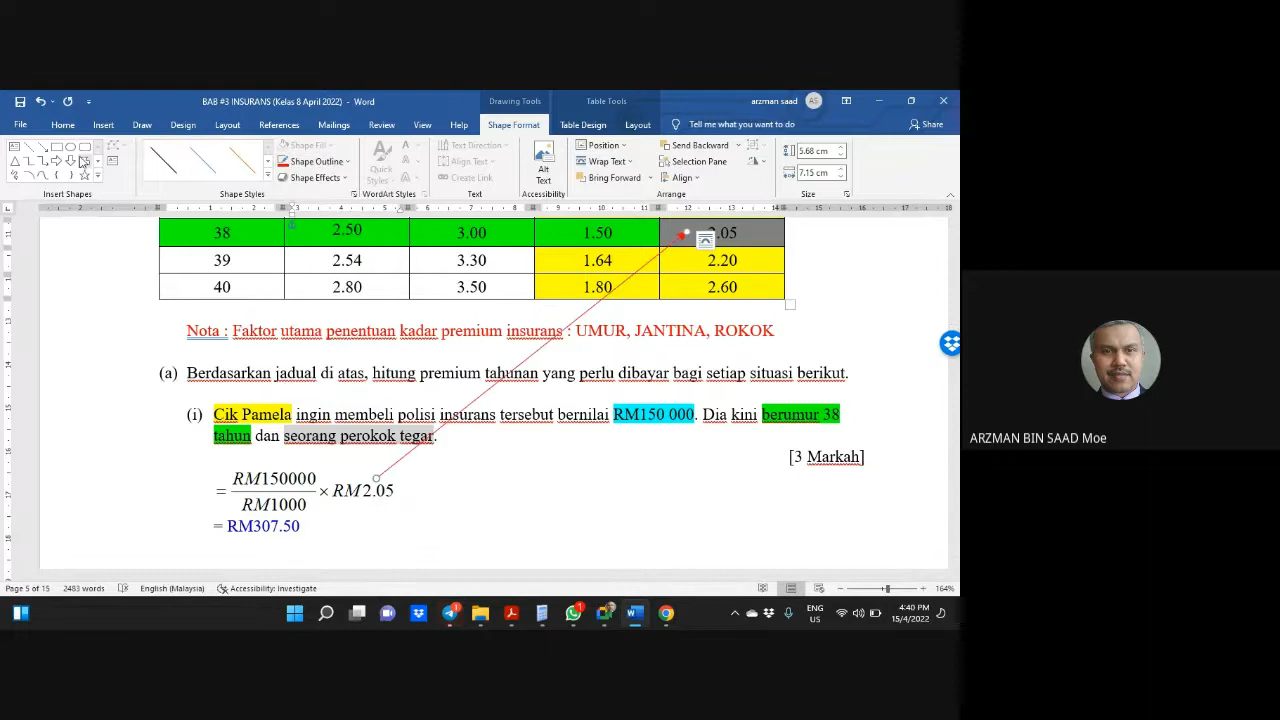 BAB #3 INSURANS (Kelas 8 April 2022) - Word
Drawing Tools
Table Tools
arzman saad
AS
File
Home
Insert
Draw
Design
Layout
References
Mailings
Review
View
Help
Shape Format
Table Design
Layout
Tell me what you want to do
Share
Shape Fill
Shape Outline
Shape Effects
Quick Styles
Text Direction
Align Text
Create Link
Alt Text
Position
Wrap Text
Bring Forward
Send Backward
Selection Pane
Align
5.68 cm
7.15 cm
Insert Shapes
Shape Styles
WordArt Styles
Text
Accessibility
Arrange
Size
38 2.50 3.00 1.50 2.05
39 2.54 3.30 1.64 2.20
40 2.80 3.50 1.80 2.60
Nota : Faktor utama penentuan kadar premium insurans : UMUR, JANTINA, ROKOK
(a) Berdasarkan jadual di atas, hitung premium tahunan yang perlu dibayar bagi setiap situasi berikut.
(i) Cik Pamela ingin membeli polisi insurans tersebut bernilai RM150 000. Dia kini berumur 38
tahun dan seorang perokok tegar.
[3 Markah]
= RM150000 / RM1000 × RM2.05
= RM307.50
ARZMAN BIN SAAD Moe
Page 5 of 15
2483 words
English (Malaysia)
Accessibility: Investigate
164%
ENG
US
4:40 PM
15/4/2022